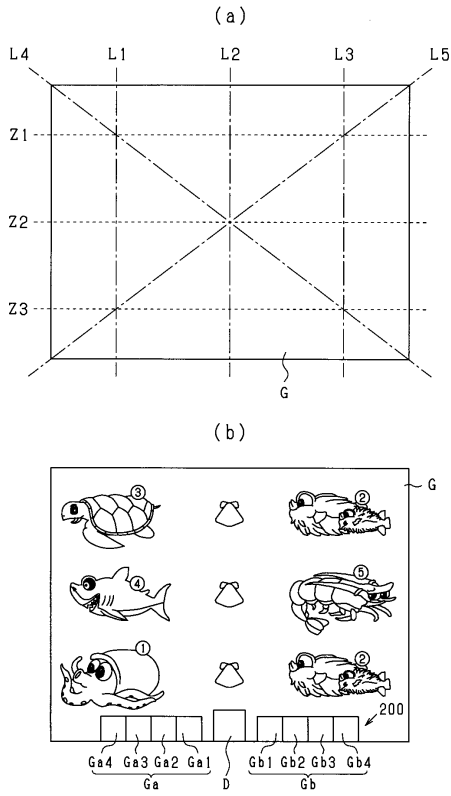 (a)
L4 L1 L2 L3 L5
Z1
Z2
Z3
G
(b)
G
③ ②
④ ⑤
① ②
200
Ga4 Ga3 Ga2 Ga1 D Gb1 Gb2 Gb3 Gb4
Ga Gb